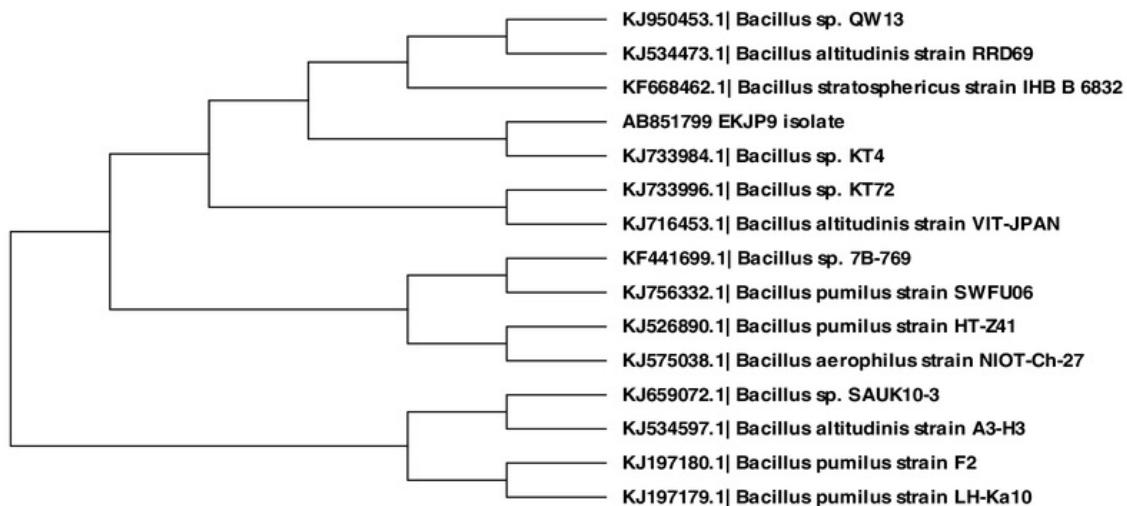 KJ950453.1| Bacillus sp. QW13
KJ534473.1| Bacillus altitudinis strain RRD69
KF668462.1| Bacillus stratosphericus strain IHB B 6832
AB851799 EKJP9 isolate
KJ733984.1| Bacillus sp. KT4
KJ733996.1| Bacillus sp. KT72
KJ716453.1| Bacillus altitudinis strain VIT-JPAN
KF441699.1| Bacillus sp. 7B-769
KJ756332.1| Bacillus pumilus strain SWFU06
KJ526890.1| Bacillus pumilus strain HT-Z41
KJ575038.1| Bacillus aerophilus strain NIOT-Ch-27
KJ659072.1| Bacillus sp. SAUK10-3
KJ534597.1| Bacillus altitudinis strain A3-H3
KJ197180.1| Bacillus pumilus strain F2
KJ197179.1| Bacillus pumilus strain LH-Ka10